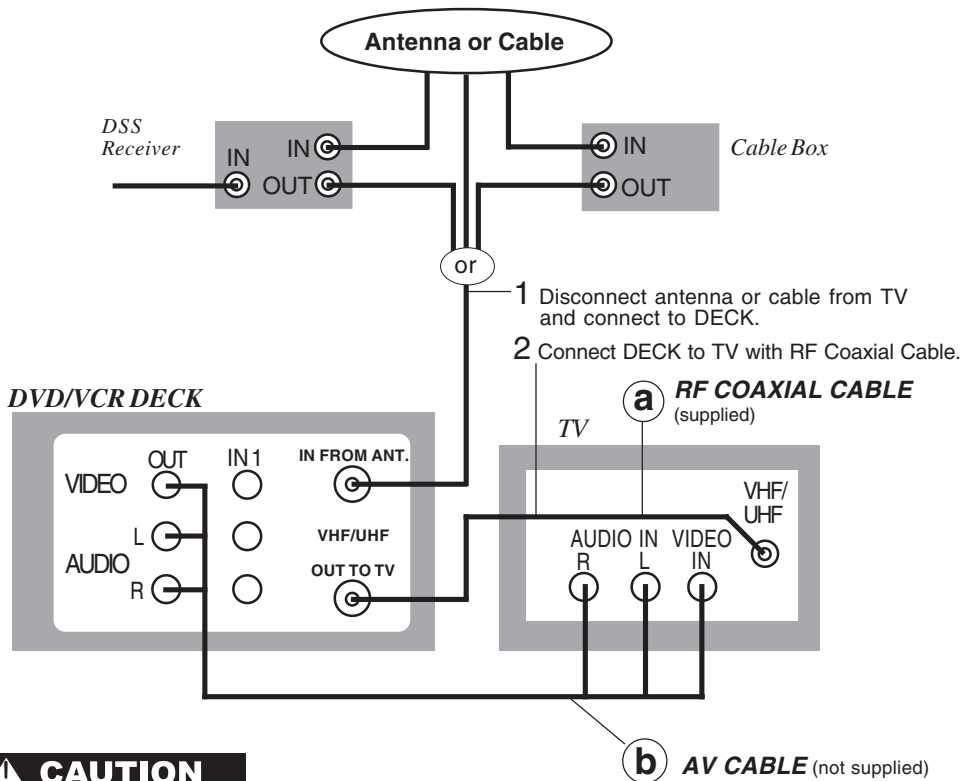 Antenna or Cable
DSS
Receiver
IN
IN
OUT
IN
OUT
Cable Box
or
1 Disconnect antenna or cable from TV
and connect to DECK.
2 Connect DECK to TV with RF Coaxial Cable.
DVD/VCR DECK
a RF COAXIAL CABLE
(supplied)
TV
OUT
IN 1
IN FROM ANT.
VIDEO
L
AUDIO
R
VHF/UHF
OUT TO TV
VHF/
UHF
AUDIO IN
R L
VIDEO
IN
b AV CABLE (not supplied)
CAUTION